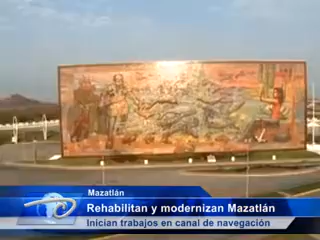 Mazatlán
Rehabilitan y modernizan Mazatlán
Inician trabajos en canal de navegación